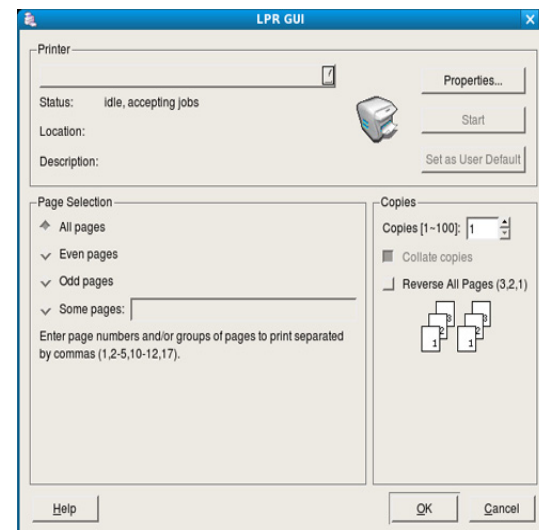 LPR GUI
Printer
Properties...
Status: idle, accepting jobs
Start
Location:
Set as User Default
Description:
Page Selection
All pages
Even pages
Odd pages
Some pages:
Enter page numbers and/or groups of pages to print separated
by commas (1,2-5,10-12,17).
Copies
Copies [1~100]: 1
Collate copies
Reverse All Pages (3,2,1)
3 3
2 2
1 1
Help
OK
Cancel